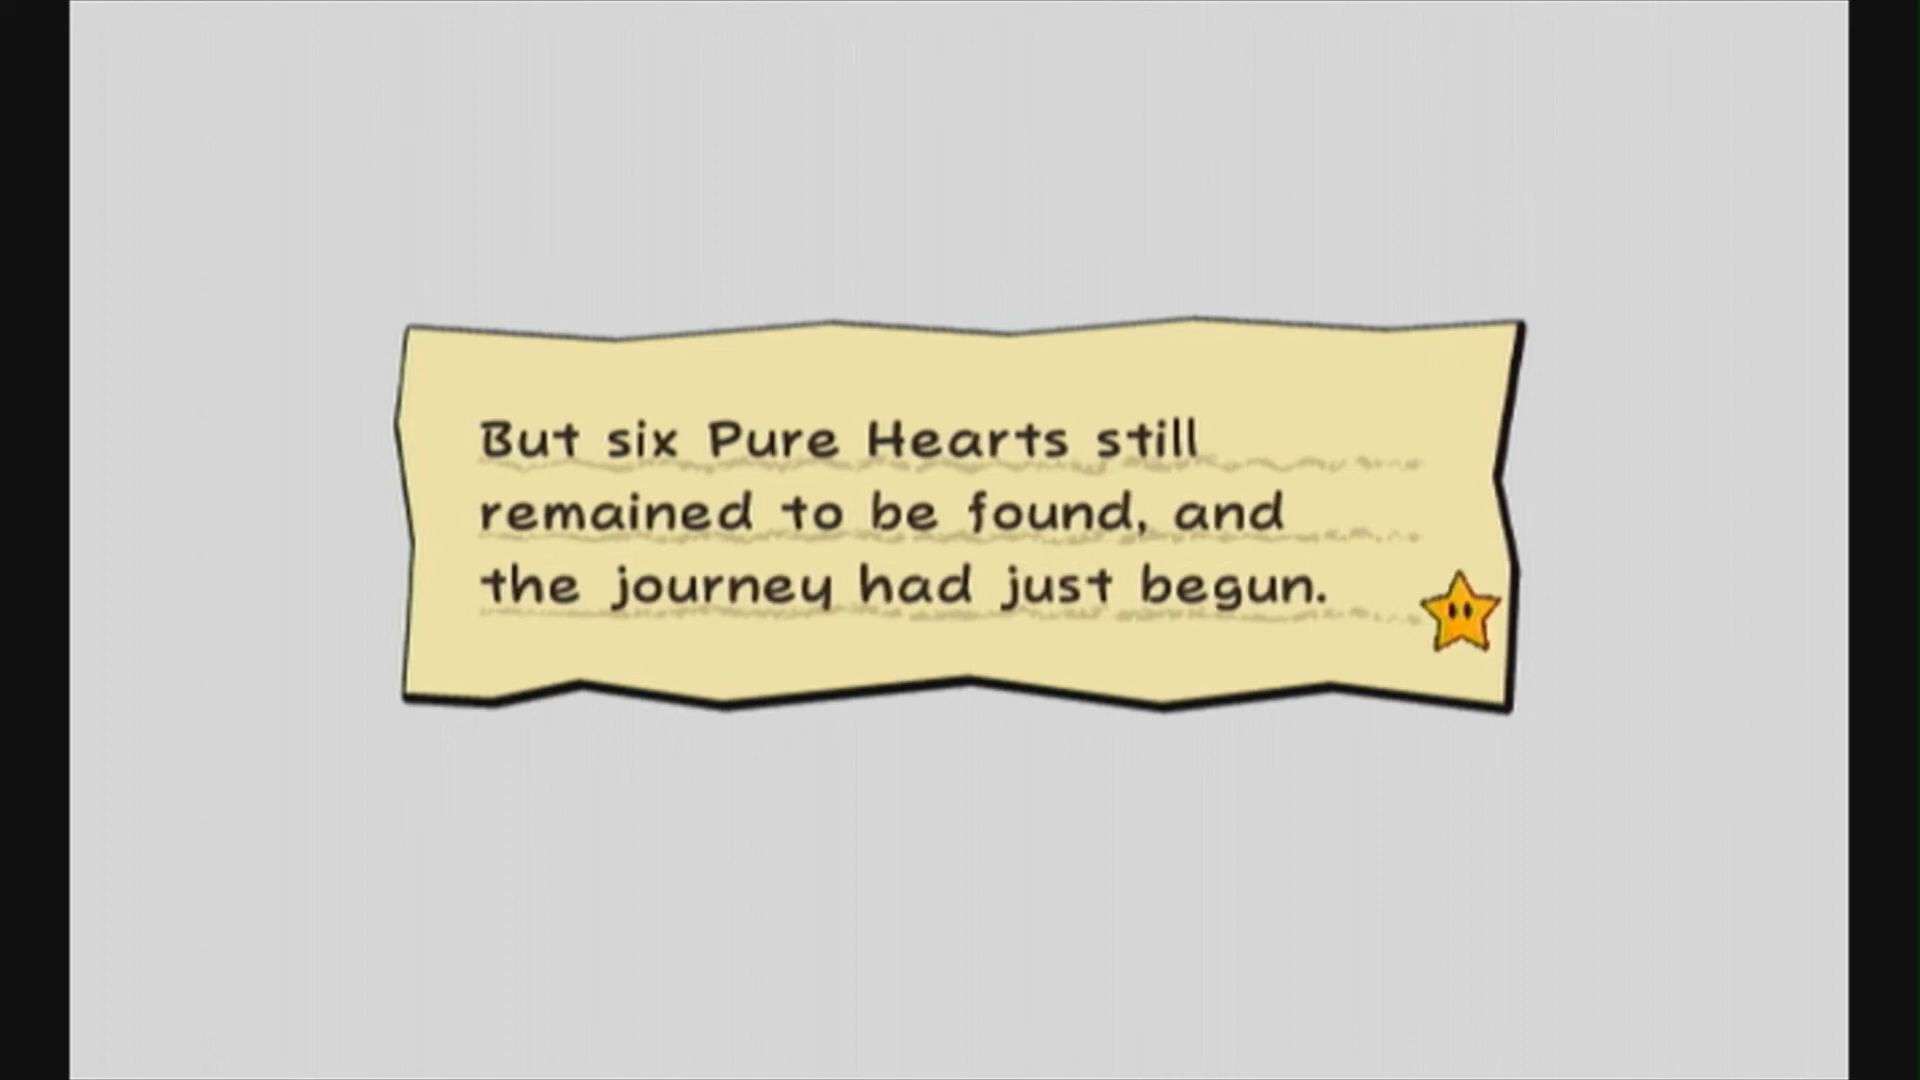 But six Pure Hearts still
remained to be found, and
the journey had just begun.